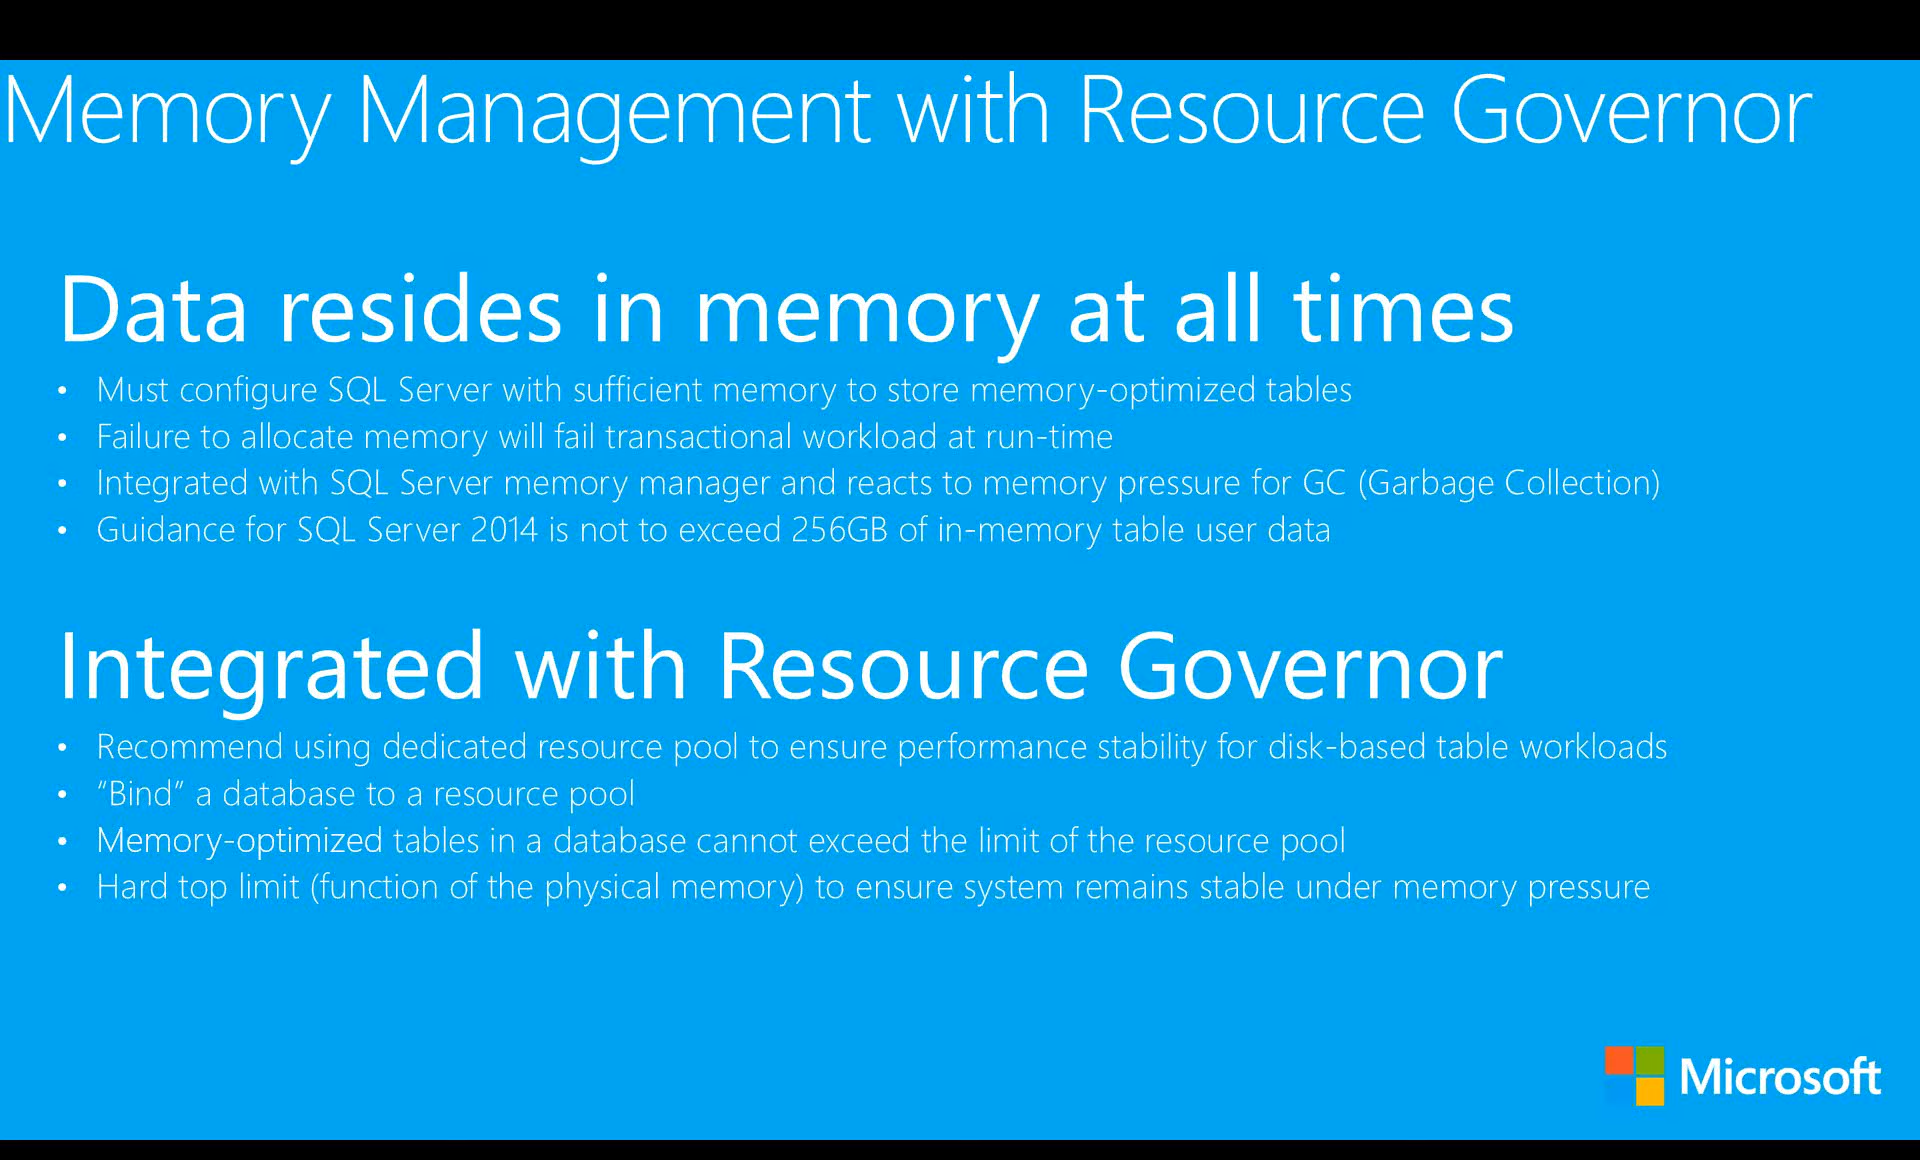 Memory Management with Resource Governor
Data resides in memory at all times
• Must configure SQL Server with sufficient memory to store memory-optimized tables
• Failure to allocate memory will fail transactional workload at run-time
• Integrated with SQL Server memory manager and reacts to memory pressure for GC (Garbage Collection)
• Guidance for SQL Server 2014 is not to exceed 256GB of in-memory table user data
Integrated with Resource Governor
• Recommend using dedicated resource pool to ensure performance stability for disk-based table workloads
• “Bind” a database to a resource pool
• Memory-optimized tables in a database cannot exceed the limit of the resource pool
• Hard top limit (function of the physical memory) to ensure system remains stable under memory pressure
Microsoft